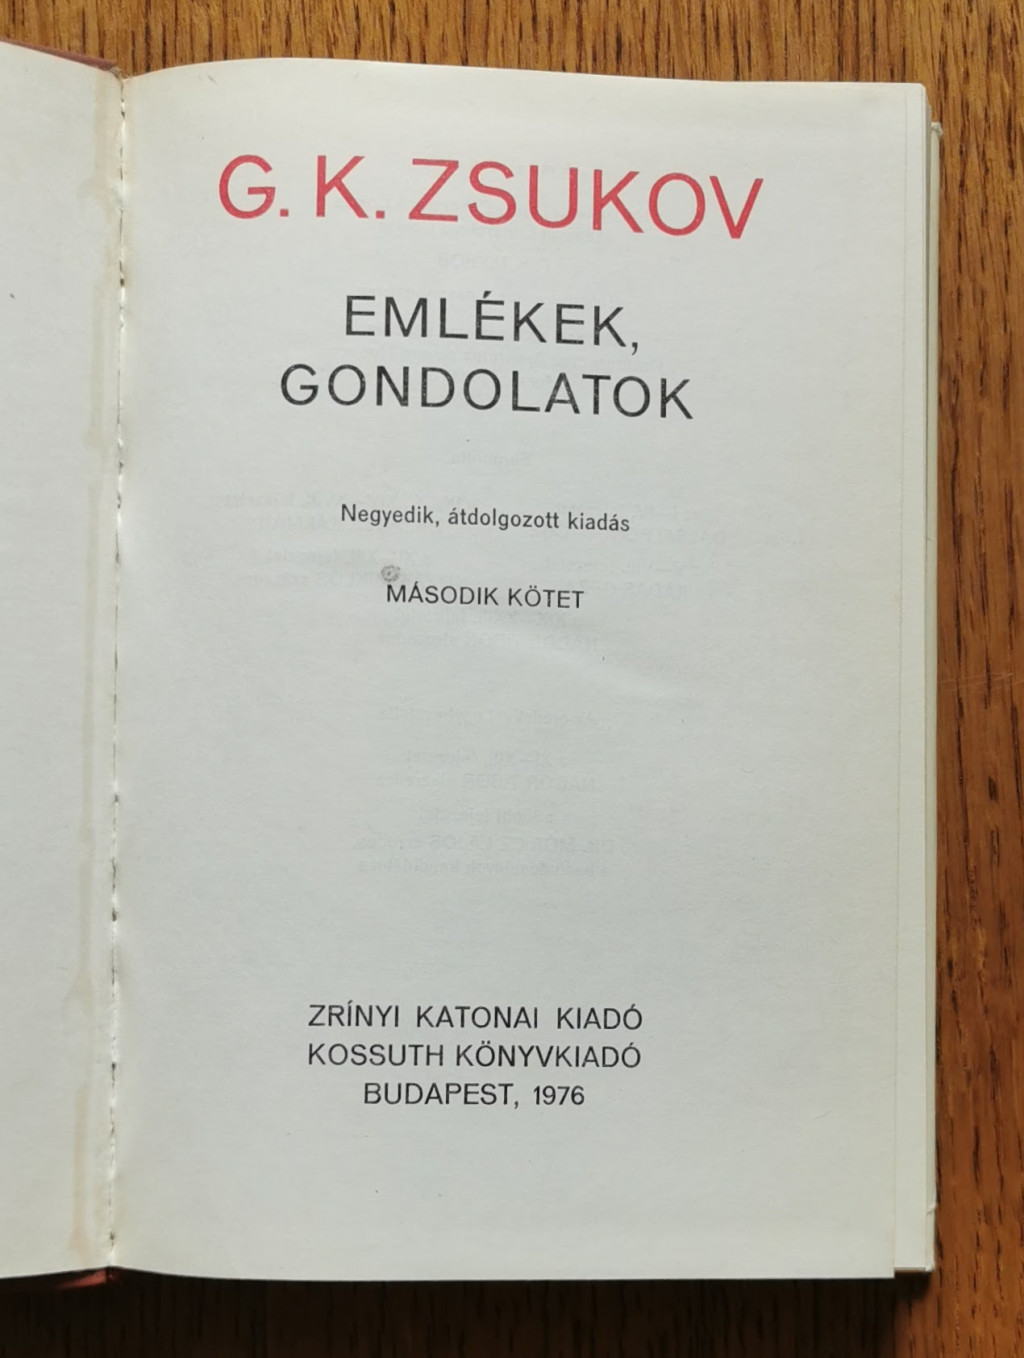 G. K. ZSUKOV
EMLÉKEK,
GONDOLATOK
Negyedik, átdolgozott kiadás
MÁSODIK KÖTET
ZRÍNYI KATONAI KIADÓ
KOSSUTH KÖNYVKIADÓ
BUDAPEST, 1976